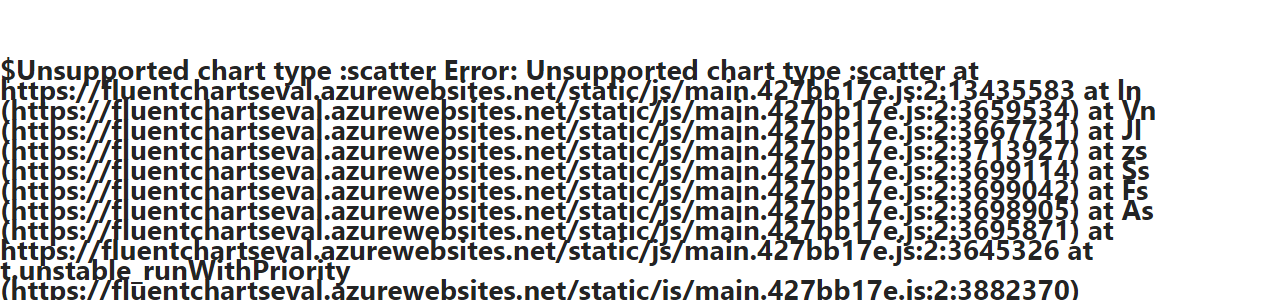 $Unsupported chart type :scatter Error: Unsupported chart type :scatter at
https://fluentchartseval.azurewebsites.net/static/js/main.427bb17e.js:2:13435583 at ln
(https://fluentchartseval.azurewebsites.net/static/js/main.427bb17e.js:2:3659534) at Vn
(https://fluentchartseval.azurewebsites.net/static/js/main.427bb17e.js:2:3667721) at Jl
(https://fluentchartseval.azurewebsites.net/static/js/main.427bb17e.js:2:3713927) at zs
(https://fluentchartseval.azurewebsites.net/static/js/main.427bb17e.js:2:3699114) at Ss
(https://fluentchartseval.azurewebsites.net/static/js/main.427bb17e.js:2:3699042) at Fs
(https://fluentchartseval.azurewebsites.net/static/js/main.427bb17e.js:2:3698905) at As
(https://fluentchartseval.azurewebsites.net/static/js/main.427bb17e.js:2:3695871) at
https://fluentchartseval.azurewebsites.net/static/js/main.427bb17e.js:2:3645326 at
t.unstable_runWithPriority
(https://fluentchartseval.azurewebsites.net/static/js/main.427bb17e.js:2:3882370)